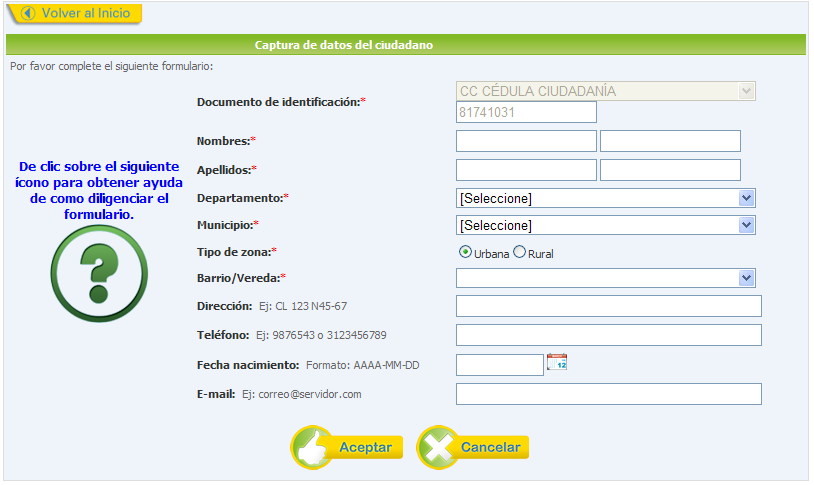 Volver al Inicio
Captura de datos del ciudadano
Por favor complete el siguiente formulario:
De clic sobre el siguiente
ícono para obtener ayuda
de como diligenciar el
formulario.
?
Documento de identificación:* CC CÉDULA CIUDADANÍA
81741031
Nombres:*
Apellidos:*
Departamento:* [Seleccione]
Municipio:* [Seleccione]
Tipo de zona:* Urbana Rural
Barrio/Vereda:*
Dirección: Ej: CL 123 N45-67
Teléfono: Ej: 9876543 o 3123456789
Fecha nacimiento: Formato: AAAA-MM-DD 12
E-mail: Ej: correo@servidor.com
Aceptar Cancelar